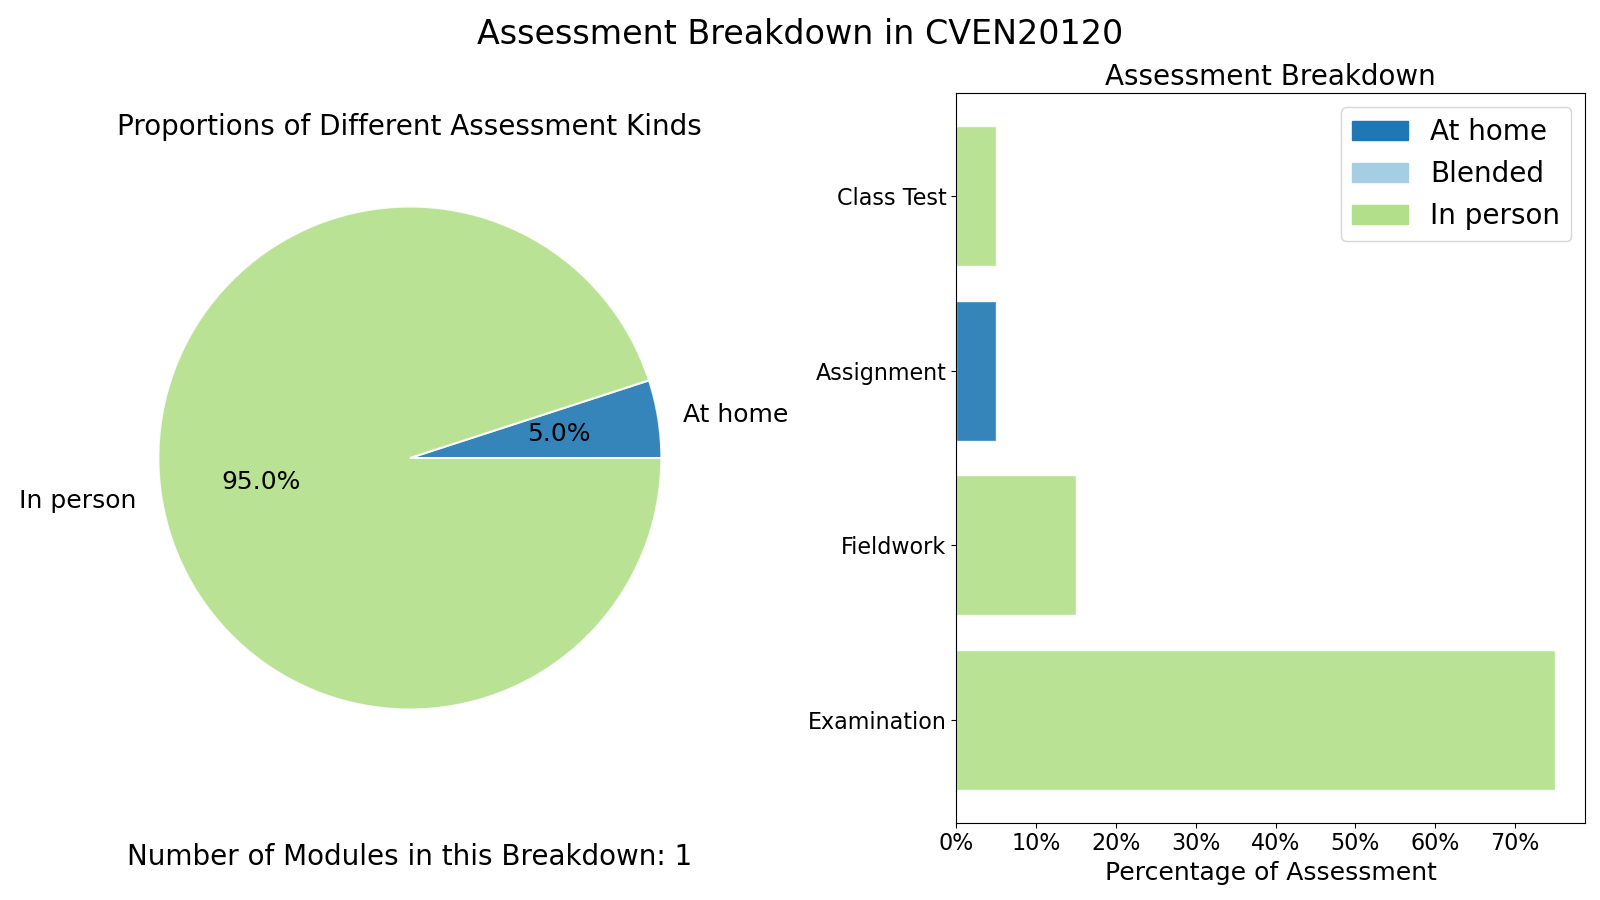 Assessment Breakdown in CVEN20120
Proportions of Different Assessment Kinds
At home
5.0%
95.0%
In person
Number of Modules in this Breakdown: 1
Assessment Breakdown
At home
Blended
In person
Class Test
Assignment
Fieldwork
Examination
0% 10% 20% 30% 40% 50% 60% 70%
Percentage of Assessment